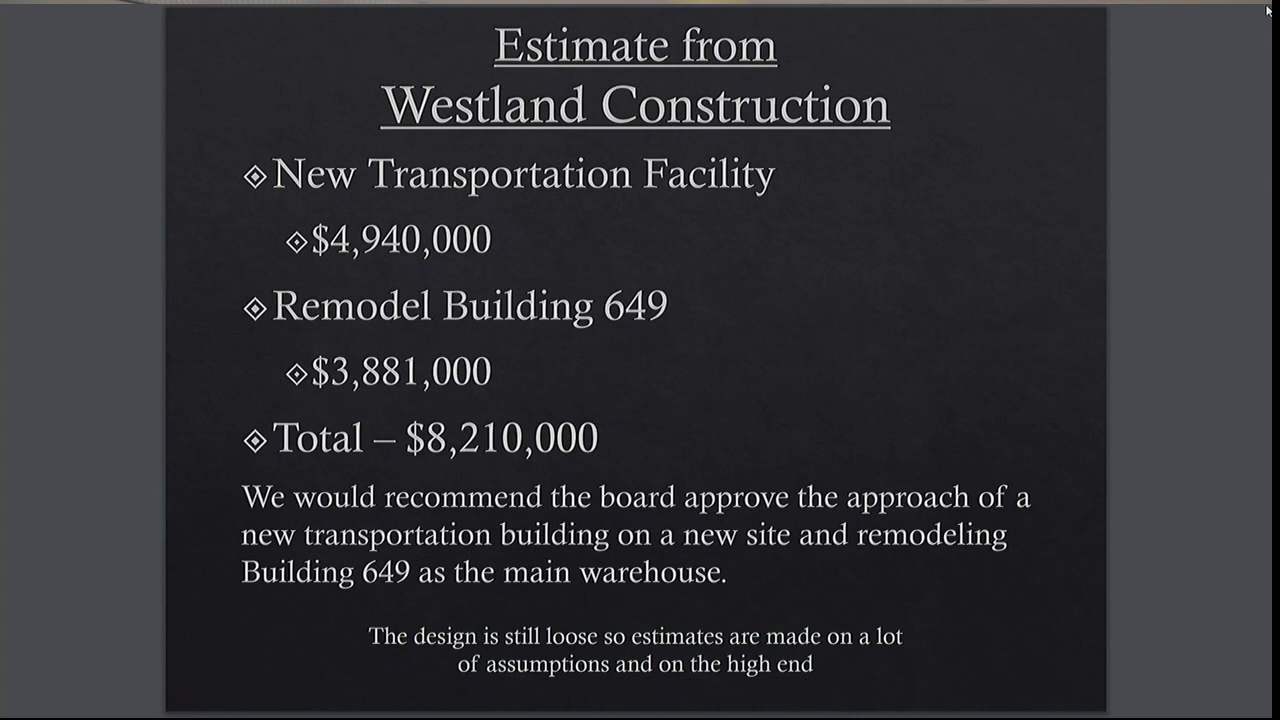 Estimate from
Westland Construction
New Transportation Facility
$4,940,000
Remodel Building 649
$3,881,000
Total – $8,210,000
We would recommend the board approve the approach of a
new transportation building on a new site and remodeling
Building 649 as the main warehouse.
The design is still loose so estimates are made on a lot
of assumptions and on the high end